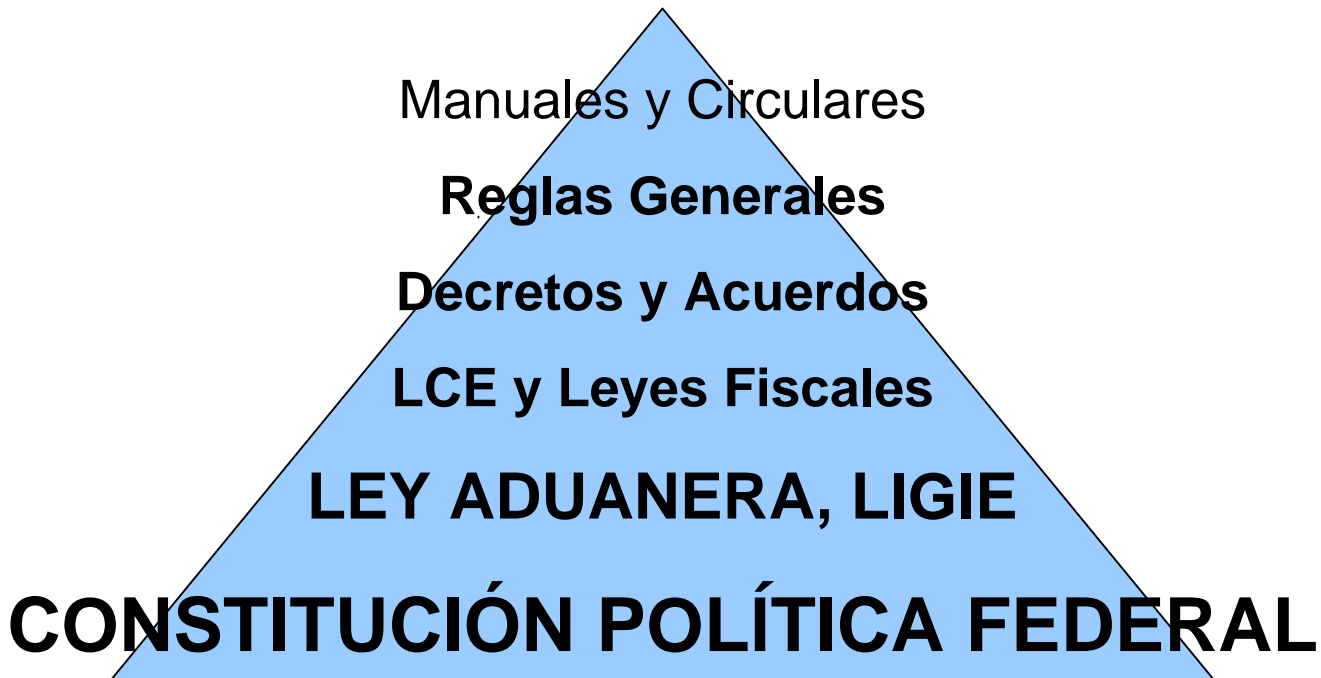 Manuales y Circulares
Reglas Generales
Decretos y Acuerdos
LCE y Leyes Fiscales
LEY ADUANERA, LIGIE
CONSTITUCIÓN POLÍTICA FEDERAL